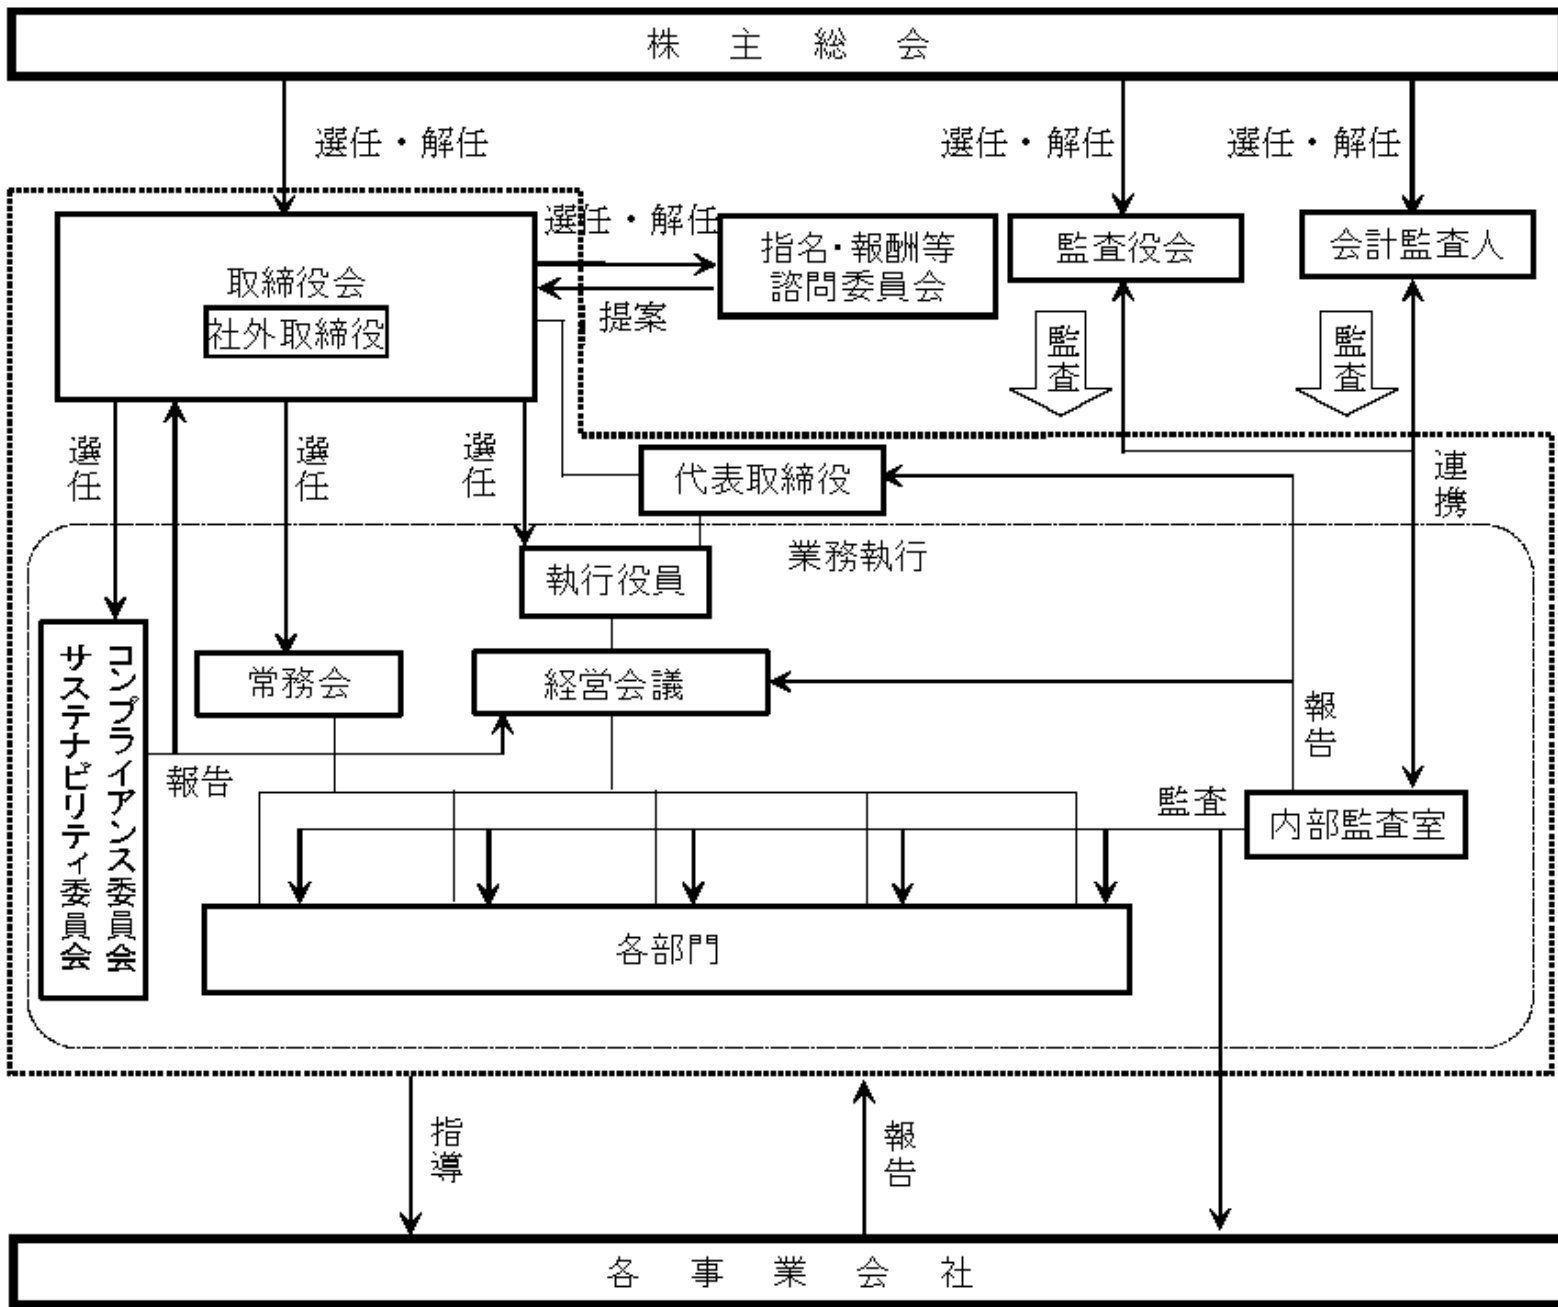 株主総会
選任・解任
選任・解任
選任・解任
選任・解任
取締役会
社外取締役
指名・報酬等
諮問委員会
提案
監査役会
会計監査人
監査
監査
選任
選任
選任
代表取締役
連携
業務執行
執行役員
コンプライアンス委員会
サステナビリティ委員会
常務会
経営会議
報告
報告
監査
内部監査室
各部門
指導
報告
各事業会社